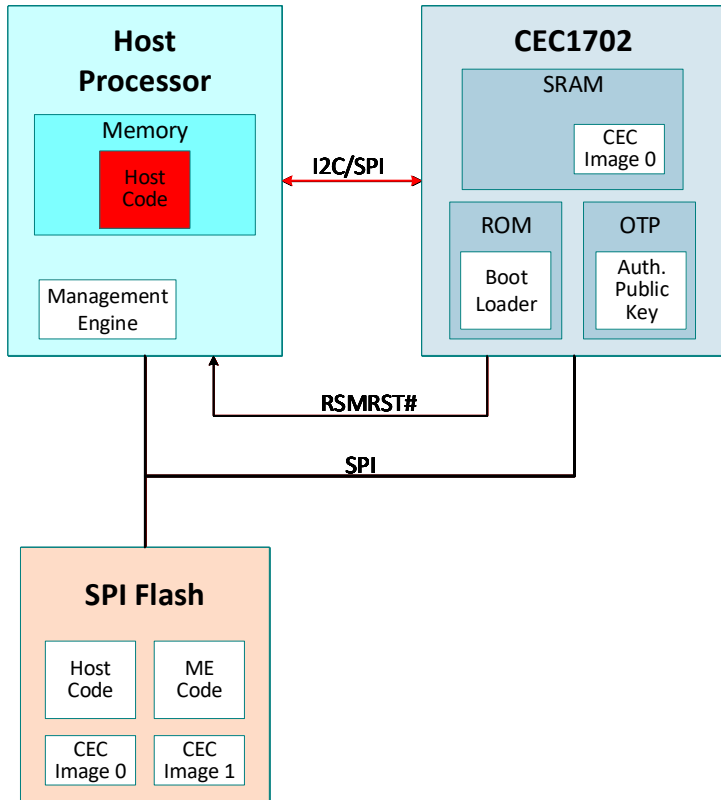 Host
Processor
Memory
Host
Code
Management
Engine
I2C/SPI
CEC1702
SRAM
CEC
Image 0
ROM
Boot
Loader
OTP
Auth.
Public
Key
RSMRST#
SPI
SPI Flash
Host
Code
ME
Code
CEC
Image 0
CEC
Image 1